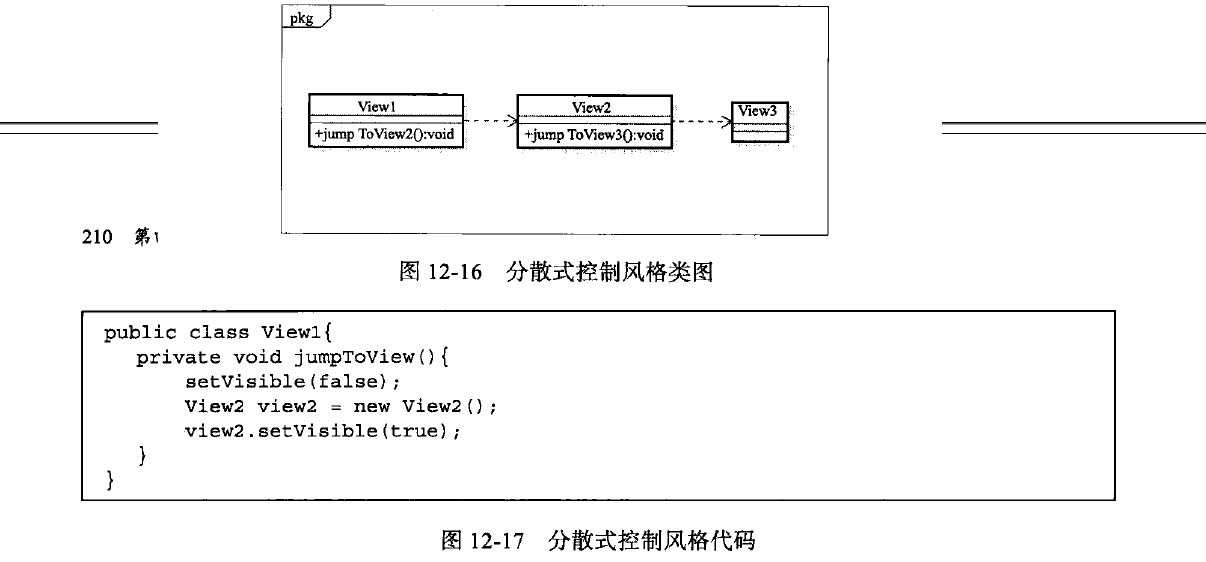 pkg
View1
+jump ToView2():void
View2
+jump ToView3():void
View3
210 第
图 12-16 分散式控制风格类图
public class View1{
private void jumpToView(){
setVisible(false);
View2 view2 = new View2();
view2.setVisible(true);
}
}
图 12-17 分散式控制风格代码